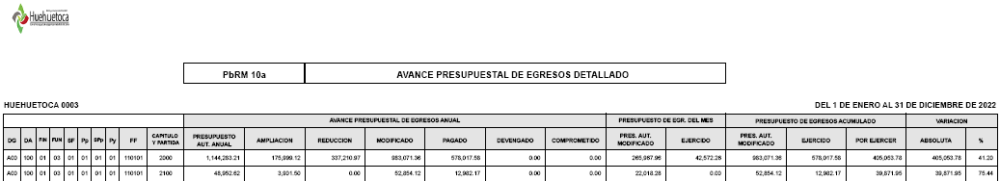 Huehuetoca
PbRM 10a AVANCE PRESUPUESTAL DE EGRESOS DETALLADO
HUEHUETOCA 0003 DEL 1 DE ENERO AL 31 DE DICIEMBRE DE 2022
AVANCE PRESUPUESTAL DE EGRESOS ANUAL PRESUPUESTO DE EGR. DEL MES PRESUPUESTO DE EGRESOS ACUMULADO VARIACION
DG DA FIN FUN SF Pp SPp Py FF CAPITULO Y PARTIDA PRESUPUESTO AUT. ANUAL AMPLIACION REDUCCION MODIFICADO PAGADO DEVENGADO COMPROMETIDO PRES. AUT. MODIFICADO EJERCIDO PRES. AUT. MODIFICADO EJERCIDO POR EJERCER ABSOLUTA %
A00 100 01 03 01 01 01 01 110101 2000 1,144,283.21 175,999.12 337,210.97 983,071.36 578,017.58 0.00 0.00 265,967.96 42,572.28 983,071.36 578,017.58 405,053.78 405,053.78 41.20
A00 100 01 03 01 01 01 01 110101 2100 48,952.62 3,901.50 0.00 52,854.12 12,982.17 0.00 0.00 22,018.28 0.00 52,854.12 12,982.17 39,871.95 39,871.95 75.44